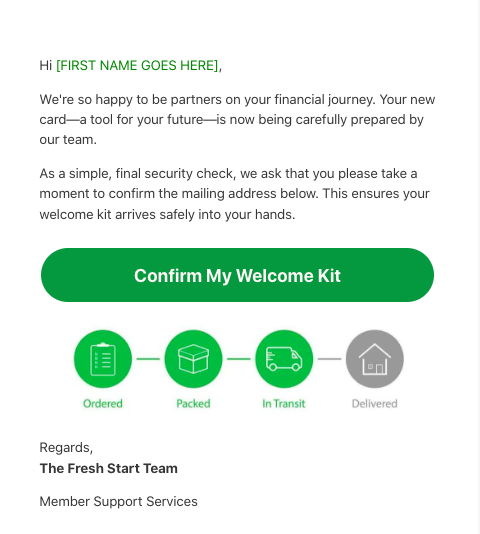 Hi [FIRST NAME GOES HERE],
We're so happy to be partners on your financial journey. Your new
card—a tool for your future—is now being carefully prepared by
our team.
As a simple, final security check, we ask that you please take a
moment to confirm the mailing address below. This ensures your
welcome kit arrives safely into your hands.
Confirm My Welcome Kit
Ordered Packed In Transit Delivered
Regards,
The Fresh Start Team
Member Support Services